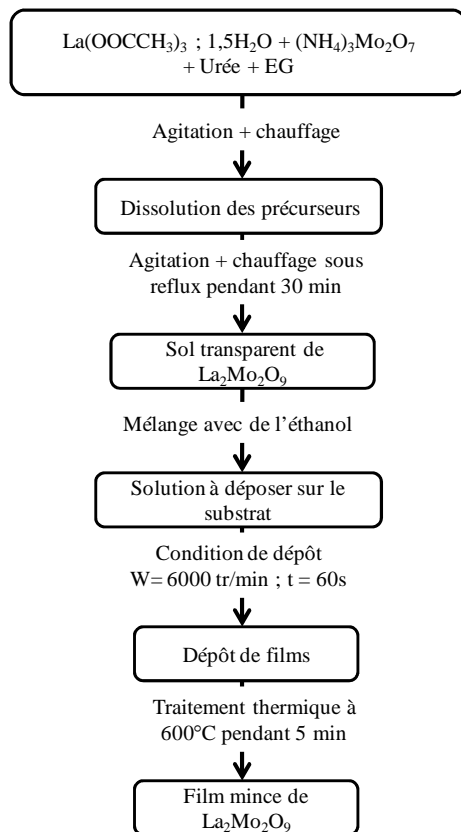 La(OOCCH₃)₃ ; 1,5H₂O + (NH₄)₃Mo₂O₇
+ Urée + EG
Agitation + chauffage
Dissolution des précurseurs
Agitation + chauffage sous
reflux pendant 30 min
Sol transparent de
La₂Mo₂O₉
Mélange avec de l’éthanol
Solution à déposer sur le
substrat
Condition de dépôt
W= 6000 tr/min ; t = 60s
Dépôt de films
Traitement thermique à
600°C pendant 5 min
Film mince de
La₂Mo₂O₉